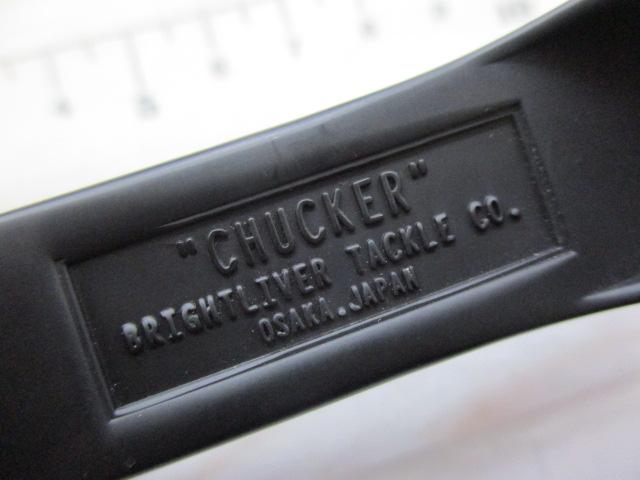 "CHUCKER"
BRIGHTLIVER TACKLE CO.
OSAKA.JAPAN